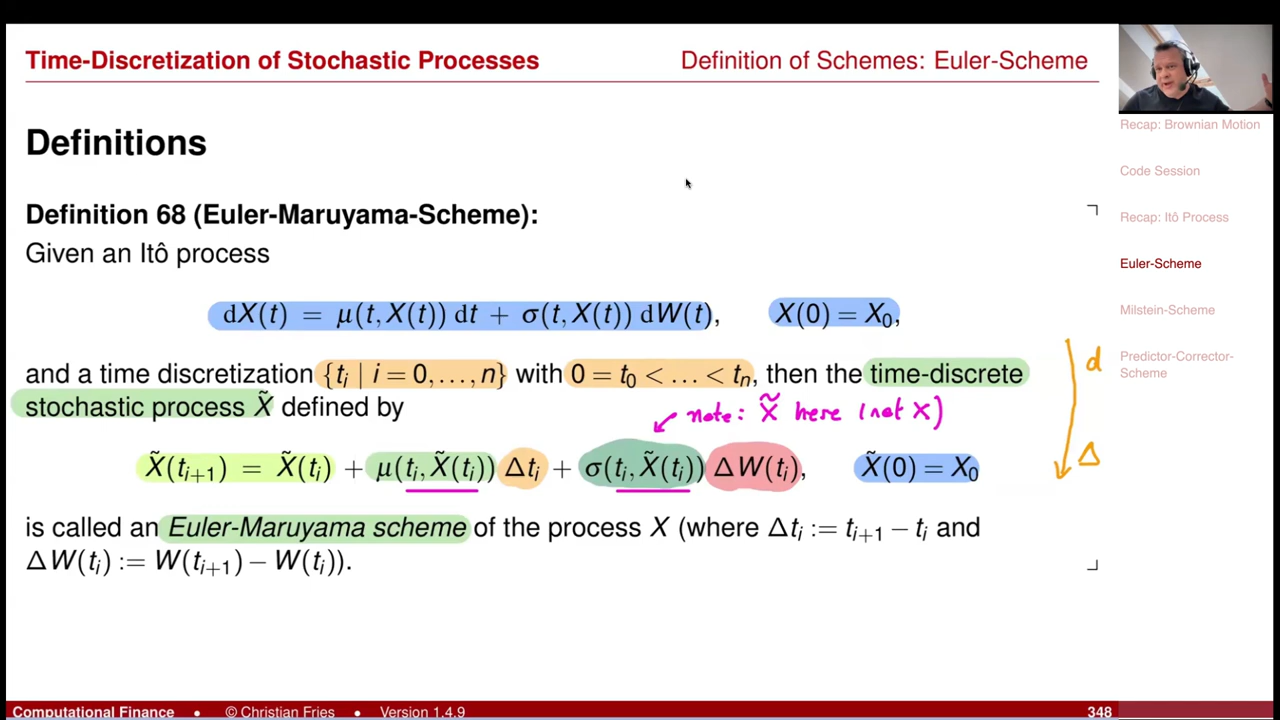 Time-Discretization of Stochastic Processes
Definition of Schemes: Euler-Scheme
Definitions
Definition 68 (Euler-Maruyama-Scheme):
Given an Itô process
dX(t) = μ(t, X(t)) dt + σ(t, X(t)) dW(t), X(0) = X₀,
and a time discretization {tᵢ | i = 0, …, n} with 0 = t₀ < … < tₙ, then the time-discrete
stochastic process X̃ defined by
note: X̃ here (not X)
X̃(tᵢ₊₁) = X̃(tᵢ) + μ(tᵢ, X̃(tᵢ)) Δtᵢ + σ(tᵢ, X̃(tᵢ)) ΔW(tᵢ), X̃(0) = X₀
is called an Euler-Maruyama scheme of the process X (where Δtᵢ := tᵢ₊₁ − tᵢ and
ΔW(tᵢ) := W(tᵢ₊₁) − W(tᵢ)).
d
Δ
Recap: Brownian Motion
Code Session
Recap: Itô Process
Euler-Scheme
Milstein-Scheme
Predictor-Corrector-
Scheme
Computational Finance • © Christian Fries • Version 1.4.9
348